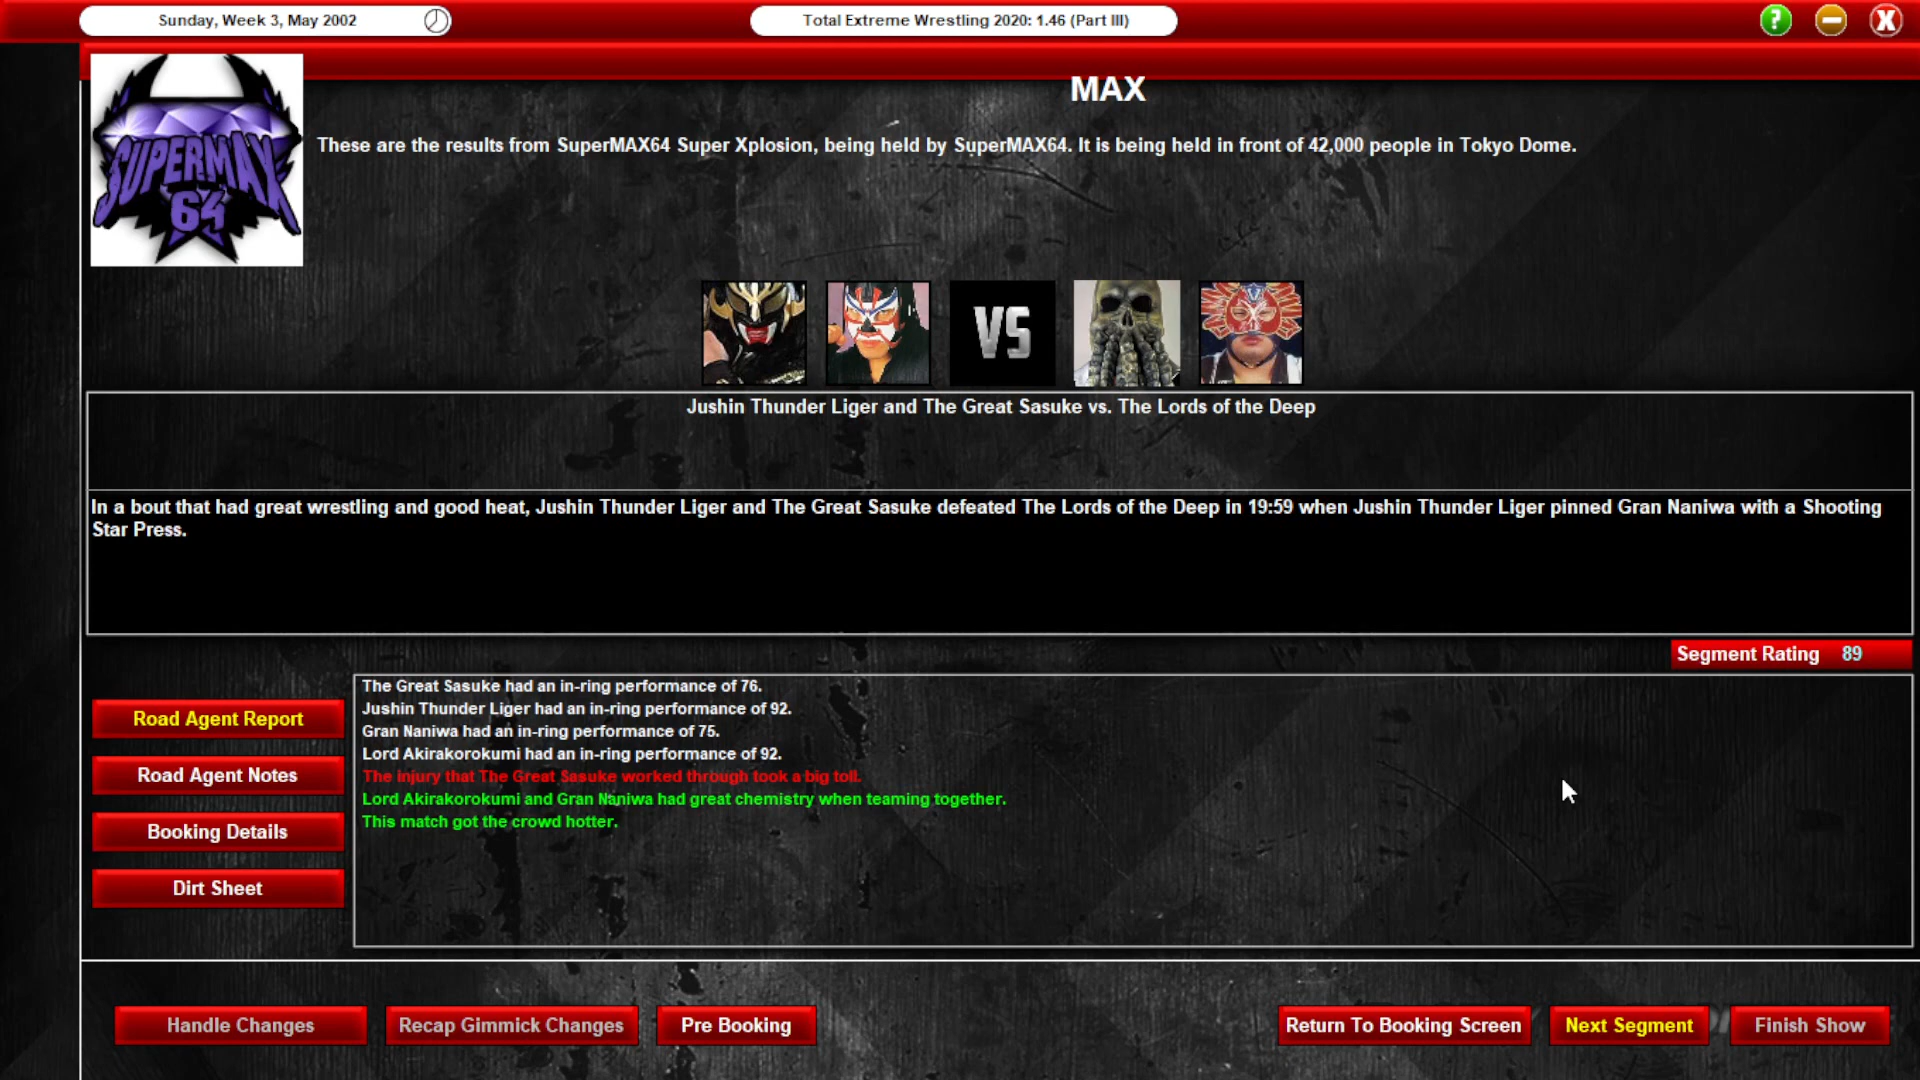 Sunday, Week 3, May 2002
Total Extreme Wrestling 2020: 1.46 (Part III)
?
X
MAX
SUPERMAX
64
These are the results from SuperMAX64 Super Xplosion, being held by SuperMAX64. It is being held in front of 42,000 people in Tokyo Dome.
VS
Jushin Thunder Liger and The Great Sasuke vs. The Lords of the Deep
In a bout that had great wrestling and good heat, Jushin Thunder Liger and The Great Sasuke defeated The Lords of the Deep in 19:59 when Jushin Thunder Liger pinned Gran Naniwa with a Shooting
Star Press.
Segment Rating 89
Road Agent Report
Road Agent Notes
Booking Details
Dirt Sheet
The Great Sasuke had an in-ring performance of 76.
Jushin Thunder Liger had an in-ring performance of 92.
Gran Naniwa had an in-ring performance of 75.
Lord Akirakorokumi had an in-ring performance of 92.
The injury that The Great Sasuke worked through took a big toll.
Lord Akirakorokumi and Gran Naniwa had great chemistry when teaming together.
This match got the crowd hotter.
Handle Changes
Recap Gimmick Changes
Pre Booking
Return To Booking Screen
Next Segment
Finish Show